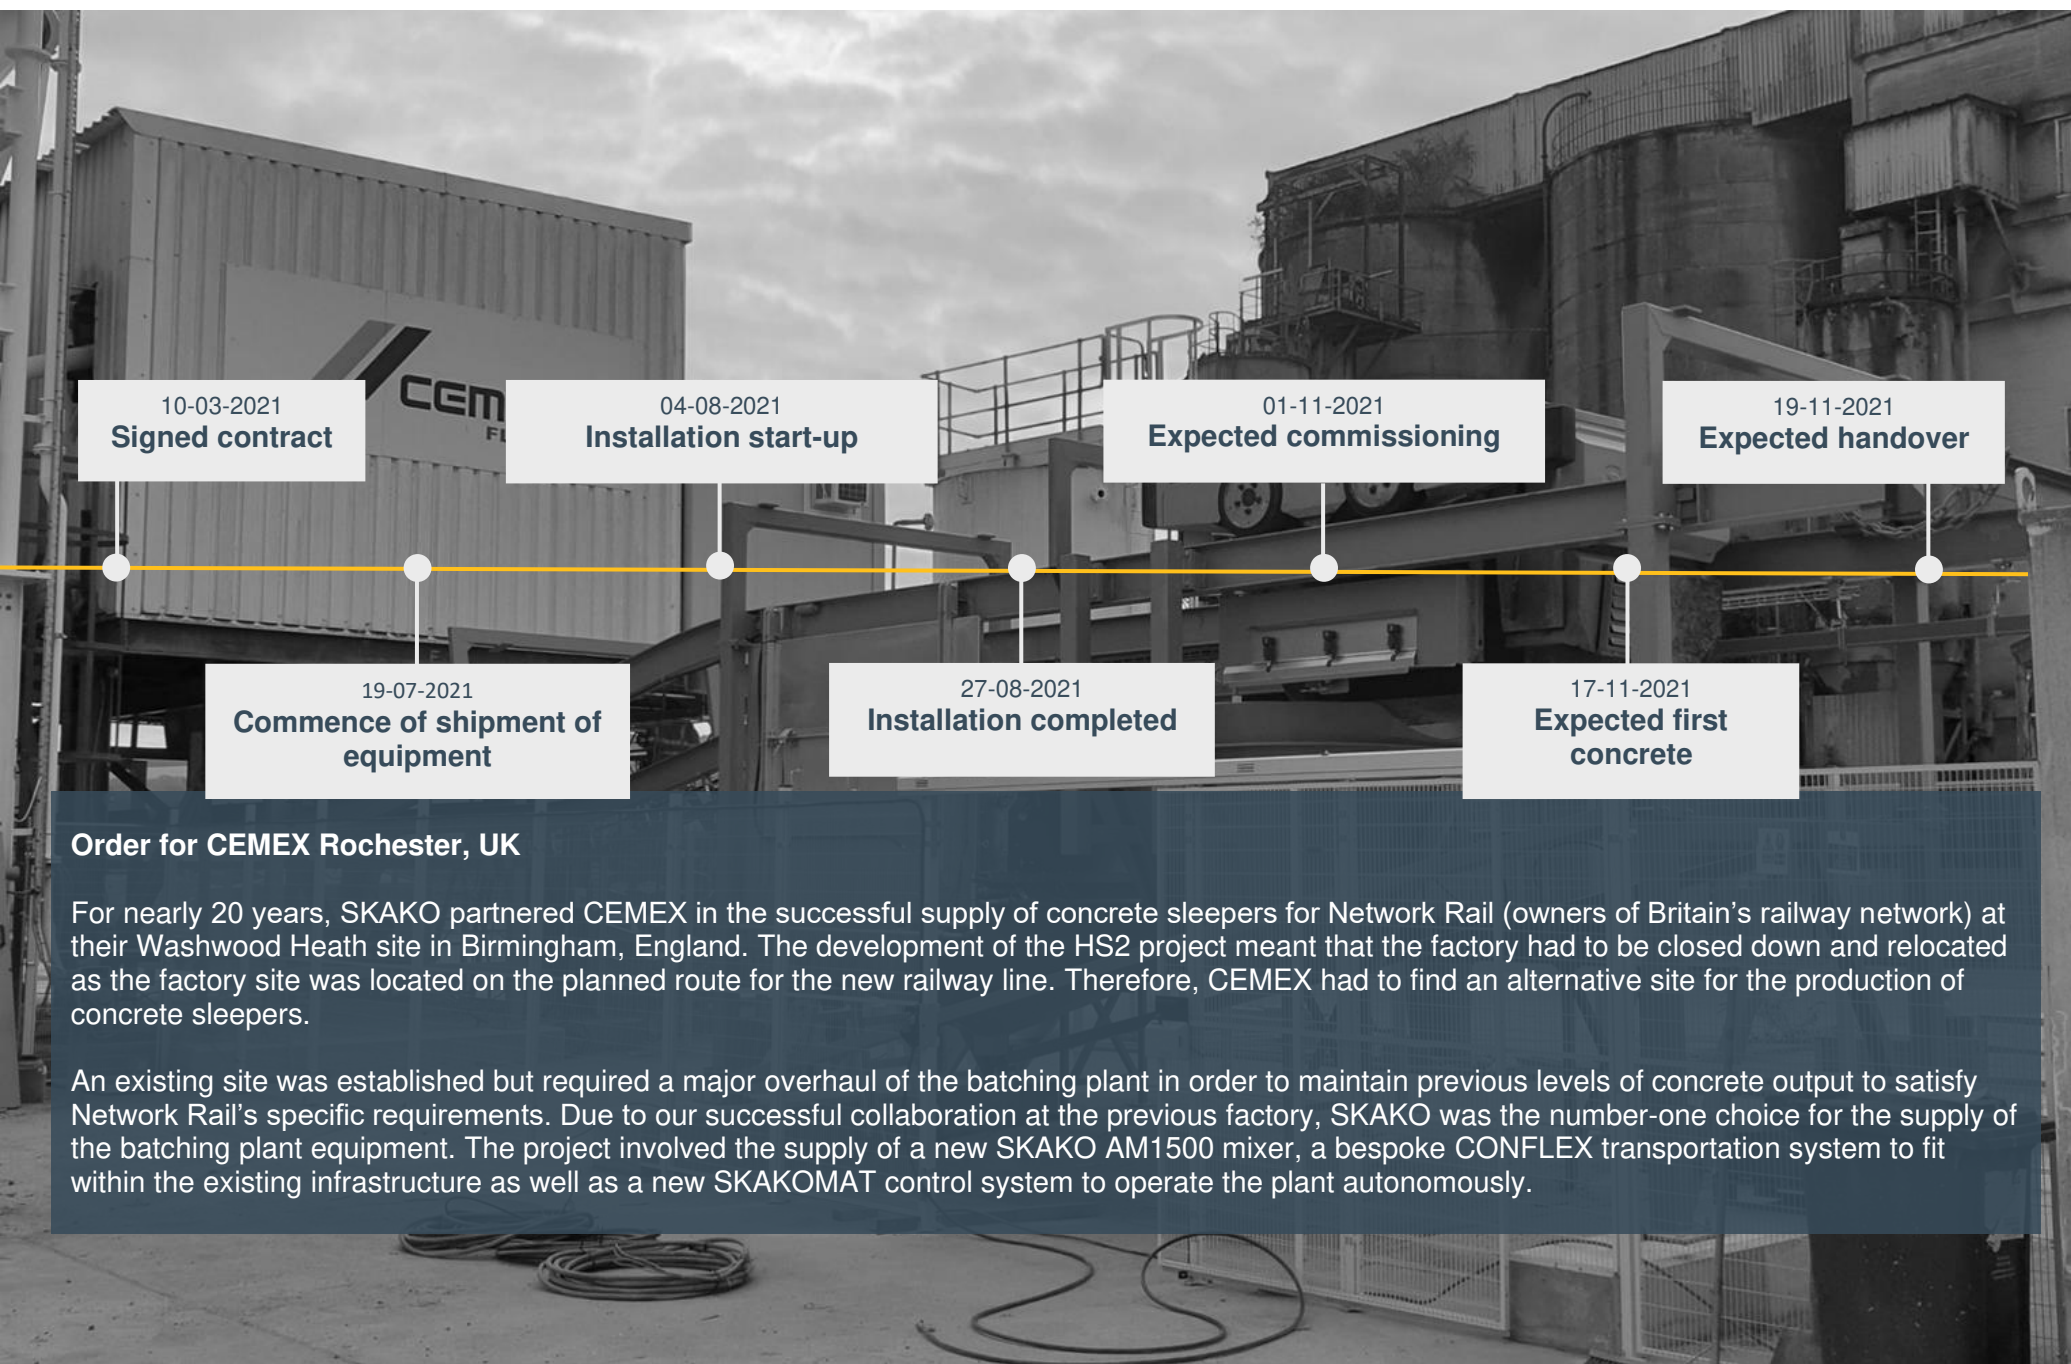 CEM
10-03-2021
Signed contract
04-08-2021
Installation start-up
01-11-2021
Expected commissioning
19-11-2021
Expected handover
19-07-2021
Commence of shipment of
equipment
27-08-2021
Installation completed
17-11-2021
Expected first
concrete
Order for CEMEX Rochester, UK
For nearly 20 years, SKAKO partnered CEMEX in the successful supply of concrete sleepers for Network Rail (owners of Britain’s railway network) at
their Washwood Heath site in Birmingham, England. The development of the HS2 project meant that the factory had to be closed down and relocated
as the factory site was located on the planned route for the new railway line. Therefore, CEMEX had to find an alternative site for the production of
concrete sleepers.
An existing site was established but required a major overhaul of the batching plant in order to maintain previous levels of concrete output to satisfy
Network Rail’s specific requirements. Due to our successful collaboration at the previous factory, SKAKO was the number-one choice for the supply of
the batching plant equipment. The project involved the supply of a new SKAKO AM1500 mixer, a bespoke CONFLEX transportation system to fit
within the existing infrastructure as well as a new SKAKOMAT control system to operate the plant autonomously.